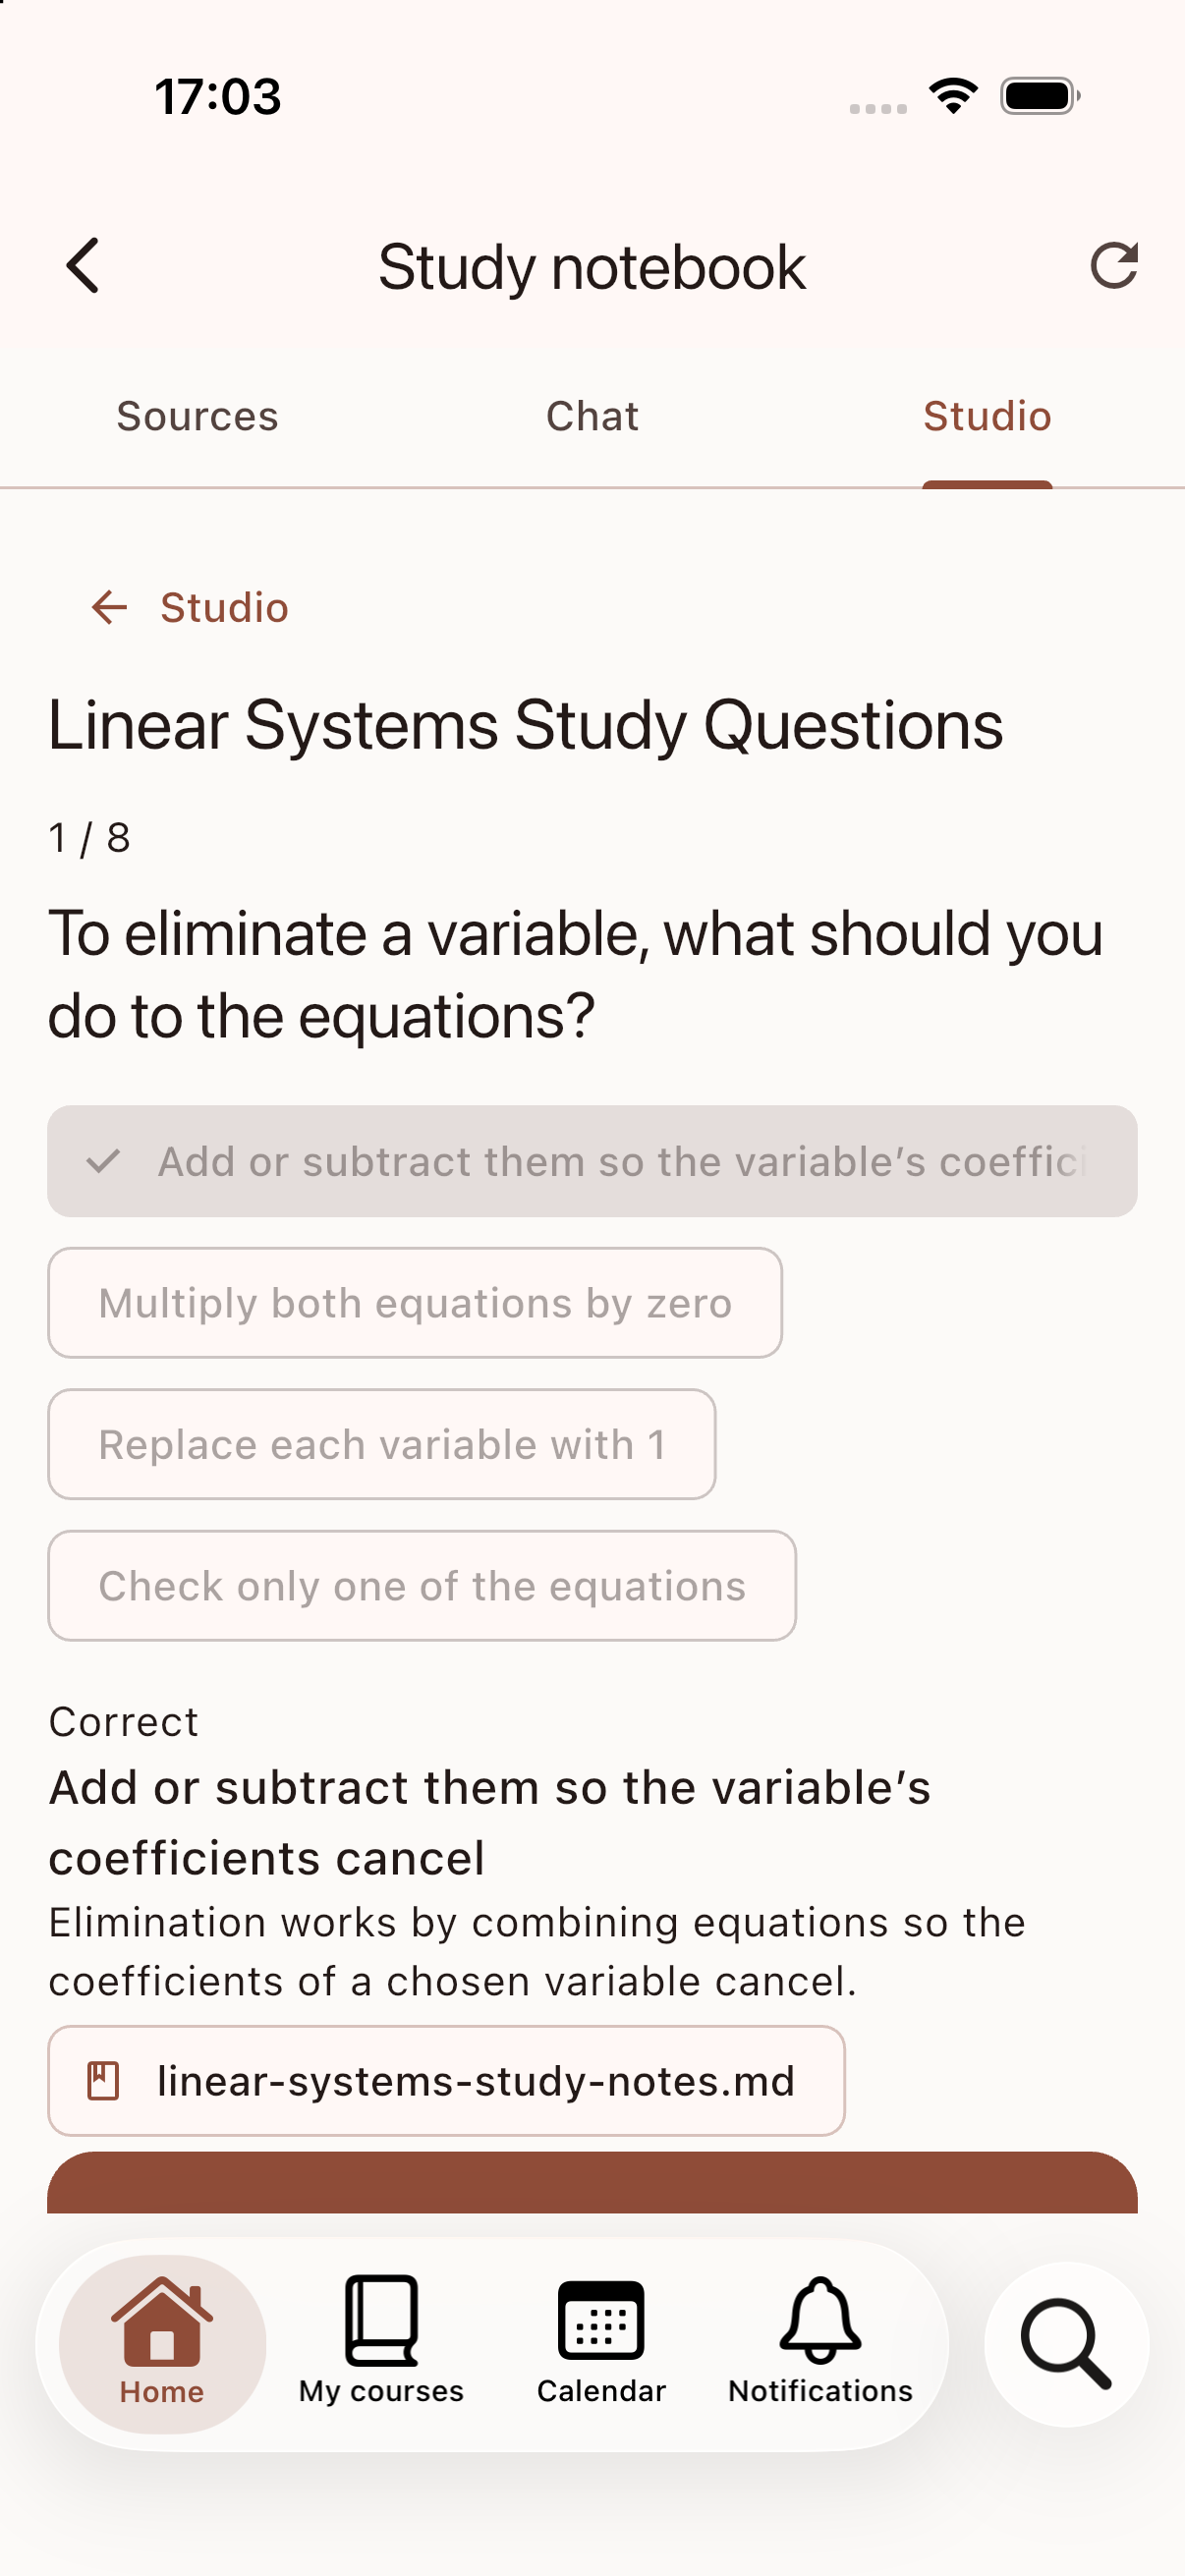 17:03
Study notebook
Sources
Chat
Studio
Studio
Linear Systems Study Questions
1 / 8
To eliminate a variable, what should you
do to the equations?
Add or subtract them so the variable’s coeffici
Multiply both equations by zero
Replace each variable with 1
Check only one of the equations
Correct
Add or subtract them so the variable’s
coefficients cancel
Elimination works by combining equations so the
coefficients of a chosen variable cancel.
linear-systems-study-notes.md
Home
My courses
Calendar
Notifications